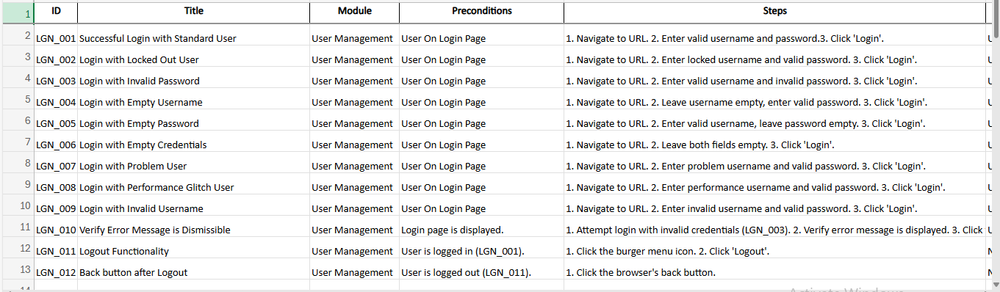 1 ID Title Module Preconditions Steps
2 LGN_001 Successful Login with Standard User User Management User On Login Page 1. Navigate to URL. 2. Enter valid username and password.3. Click 'Login'.
3 LGN_002 Login with Locked Out User User Management User On Login Page 1. Navigate to URL. 2. Enter locked username and valid password. 3. Click 'Login'.
4 LGN_003 Login with Invalid Password User Management User On Login Page 1. Navigate to URL. 2. Enter valid username and invalid password. 3. Click 'Login'.
5 LGN_004 Login with Empty Username User Management User On Login Page 1. Navigate to URL. 2. Leave username empty, enter valid password. 3. Click 'Login'.
6 LGN_005 Login with Empty Password User Management User On Login Page 1. Navigate to URL. 2. Enter valid username, leave password empty. 3. Click 'Login'.
7 LGN_006 Login with Empty Credentials User Management User On Login Page 1. Navigate to URL. 2. Leave both fields empty. 3. Click 'Login'.
8 LGN_007 Login with Problem User User Management User On Login Page 1. Navigate to URL. 2. Enter problem username and valid password. 3. Click 'Login'.
9 LGN_008 Login with Performance Glitch User User Management User On Login Page 1. Navigate to URL. 2. Enter performance username and valid password. 3. Click 'Login'.
10 LGN_009 Login with Invalid Username User Management User On Login Page 1. Navigate to URL. 2. Enter invalid username and valid password. 3. Click 'Login'.
11 LGN_010 Verify Error Message is Dismissible User Management Login page is displayed. 1. Attempt login with invalid credentials (LGN_003). 2. Verify error message is displayed. 3. Click
12 LGN_011 Logout Functionality User Management User is logged in (LGN_001). 1. Click the burger menu icon. 2. Click 'Logout'.
13 LGN_012 Back button after Logout User Management User is logged out (LGN_011). 1. Click the browser's back button.